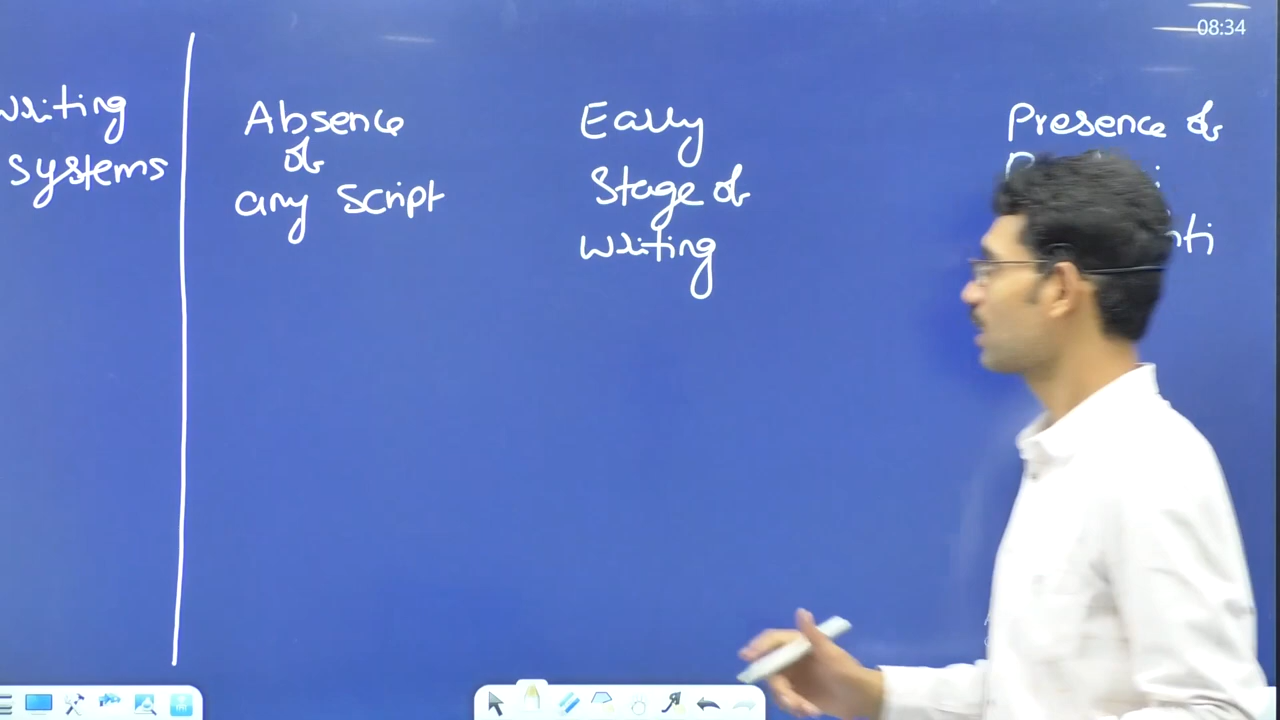 08:34
writing
systems
Absence
of
any script
Early
Stage of
writing
Presence of